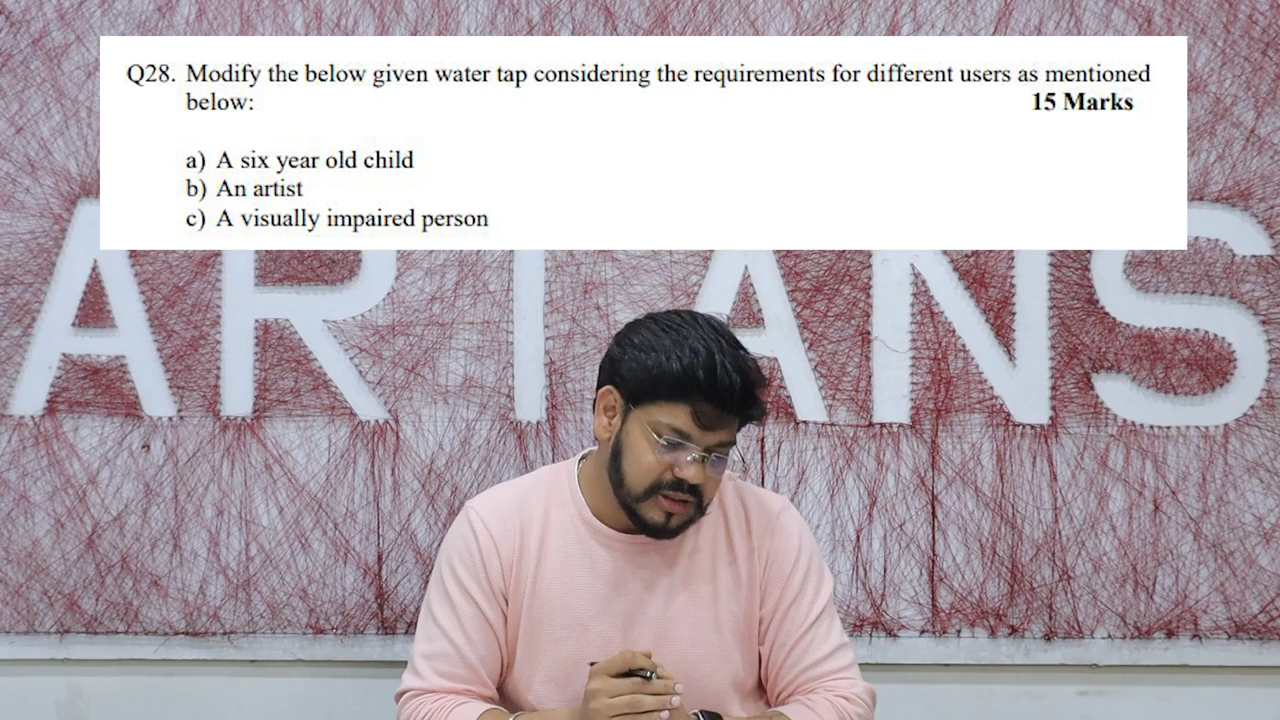 Q28. Modify the below given water tap considering the requirements for different users as mentioned
below: 15 Marks
a) A six year old child
b) An artist
c) A visually impaired person
ARTIANS